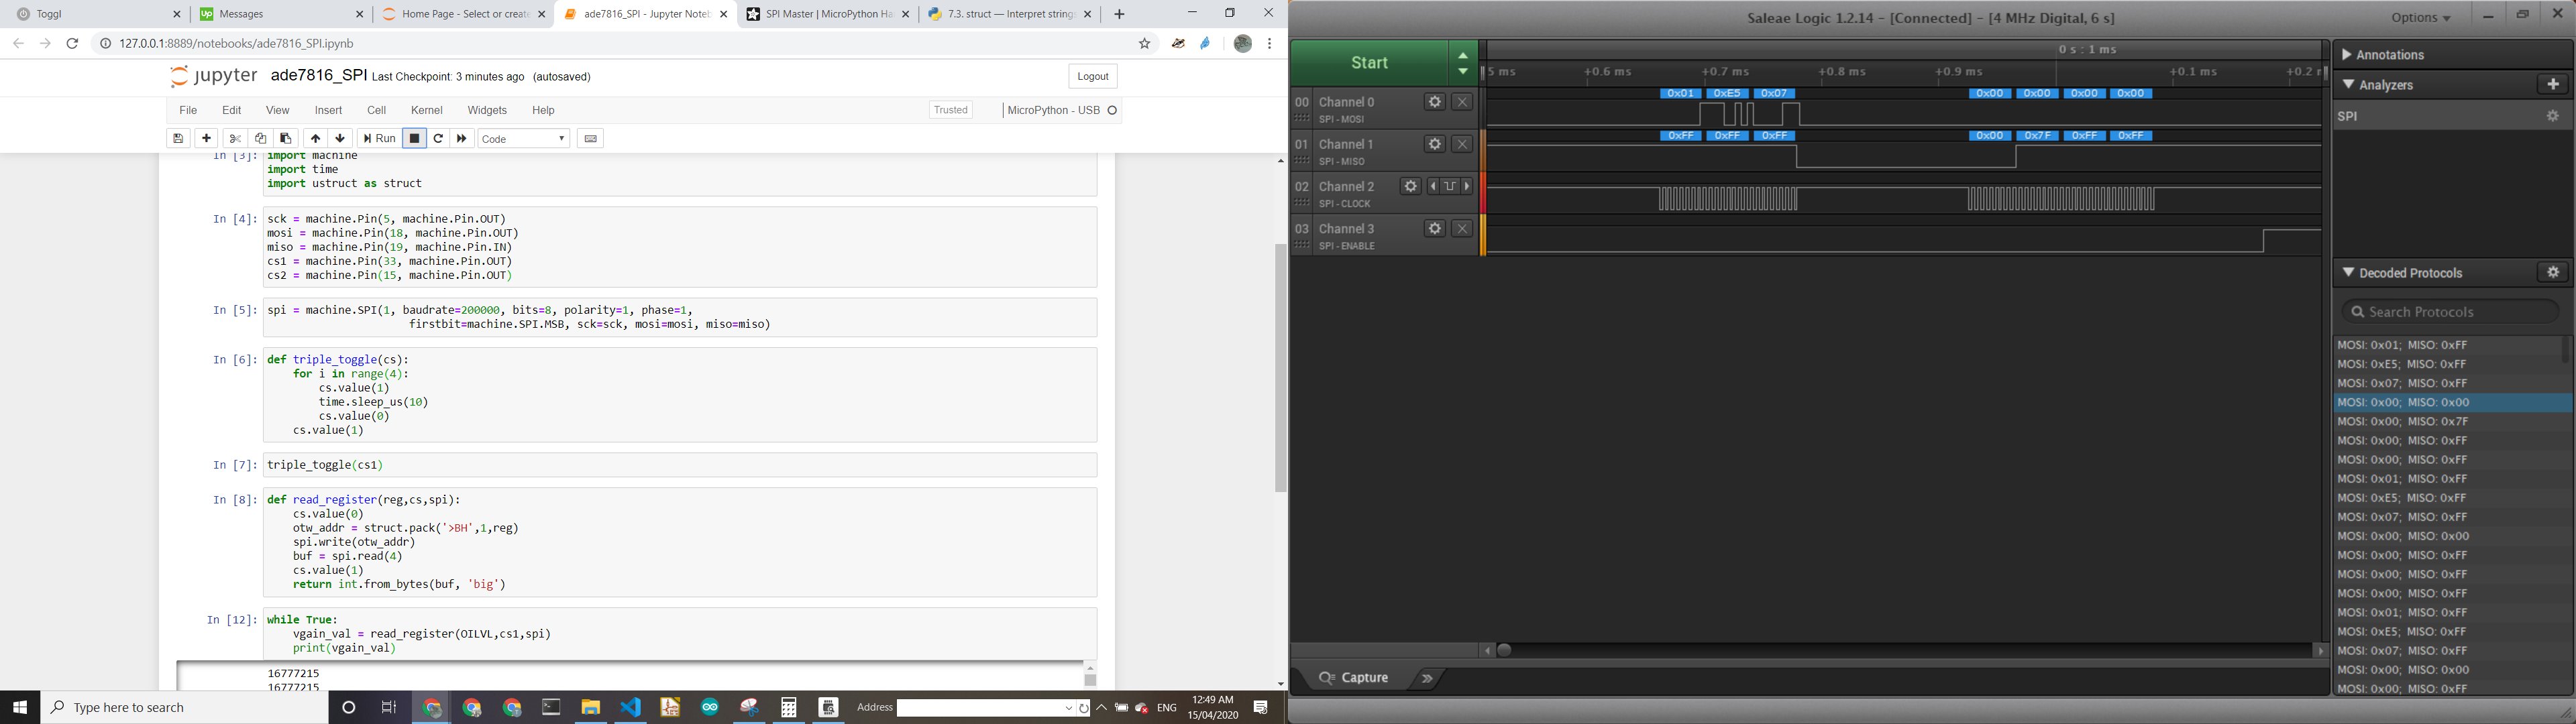 Toggl
Messages
Home Page - Select or create
ade7816_SPI - Jupyter Noteb
SPI Master | MicroPython Ha
7.3. struct — Interpret string
127.0.0.1:8889/notebooks/ade7816_SPI.ipynb
jupyter ade7816_SPI Last Checkpoint: 3 minutes ago (autosaved)
Logout
File Edit View Insert Cell Kernel Widgets Help
Trusted
MicroPython - USB
Run
Code
In [3]: import machine
import time
import ustruct as struct
In [4]: sck = machine.Pin(5, machine.Pin.OUT)
mosi = machine.Pin(18, machine.Pin.OUT)
miso = machine.Pin(19, machine.Pin.IN)
cs1 = machine.Pin(33, machine.Pin.OUT)
cs2 = machine.Pin(15, machine.Pin.OUT)
In [5]: spi = machine.SPI(1, baudrate=200000, bits=8, polarity=1, phase=1,
firstbit=machine.SPI.MSB, sck=sck, mosi=mosi, miso=miso)
In [6]: def triple_toggle(cs):
for i in range(4):
cs.value(1)
time.sleep_us(10)
cs.value(0)
cs.value(1)
In [7]: triple_toggle(cs1)
In [8]: def read_register(reg,cs,spi):
cs.value(0)
otw_addr = struct.pack('>BH',1,reg)
spi.write(otw_addr)
buf = spi.read(4)
cs.value(1)
return int.from_bytes(buf, 'big')
In [12]: while True:
vgain_val = read_register(OILVL,cs1,spi)
print(vgain_val)
16777215
16777215
Type here to search
Address
ENG
12:49 AM
15/04/2020
Saleae Logic 1.2.14 - [Connected] - [4 MHz Digital, 6 s]
Options
Start
0 s : 1 ms
5 ms +0.6 ms +0.7 ms +0.8 ms +0.9 ms +0.1 ms +0.2 m
00 Channel 0
SPI - MOSI
0x01 0xE5 0x07 0x00 0x00 0x00 0x00
01 Channel 1
SPI - MISO
0xFF 0xFF 0xFF 0x00 0x7F 0xFF 0xFF
02 Channel 2
SPI - CLOCK
03 Channel 3
SPI - ENABLE
Capture
Annotations
Analyzers
SPI
Decoded Protocols
Search Protocols
MOSI: 0x01; MISO: 0xFF
MOSI: 0xE5; MISO: 0xFF
MOSI: 0x07; MISO: 0xFF
MOSI: 0x00; MISO: 0x00
MOSI: 0x00; MISO: 0x7F
MOSI: 0x00; MISO: 0xFF
MOSI: 0x00; MISO: 0xFF
MOSI: 0x01; MISO: 0xFF
MOSI: 0xE5; MISO: 0xFF
MOSI: 0x07; MISO: 0xFF
MOSI: 0x00; MISO: 0x00
MOSI: 0x00; MISO: 0xFF
MOSI: 0x00; MISO: 0xFF
MOSI: 0x00; MISO: 0xFF
MOSI: 0x01; MISO: 0xFF
MOSI: 0xE5; MISO: 0xFF
MOSI: 0x07; MISO: 0xFF
MOSI: 0x00; MISO: 0x00
MOSI: 0x00; MISO: 0xFF